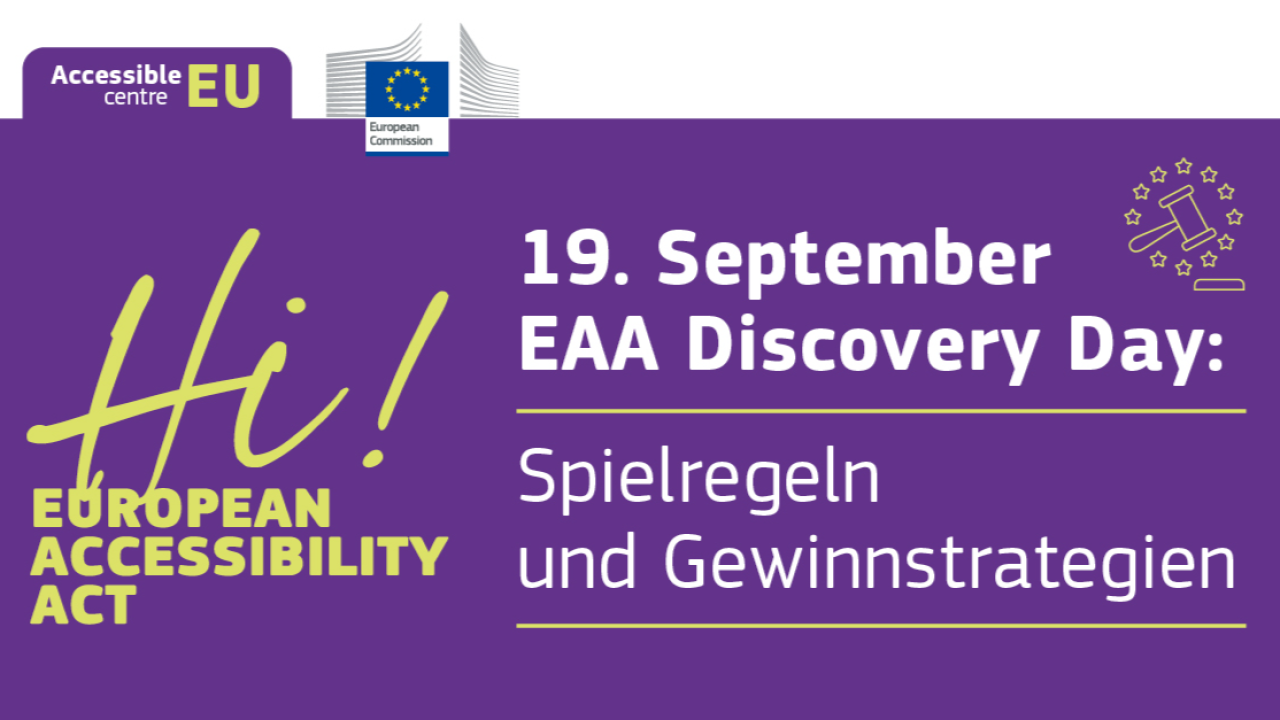 Accessible EU
centre
European
Commission
Hi!
EUROPEAN
ACCESSIBILITY
ACT
19. September
EAA Discovery Day:
Spielregeln
und Gewinnstrategien